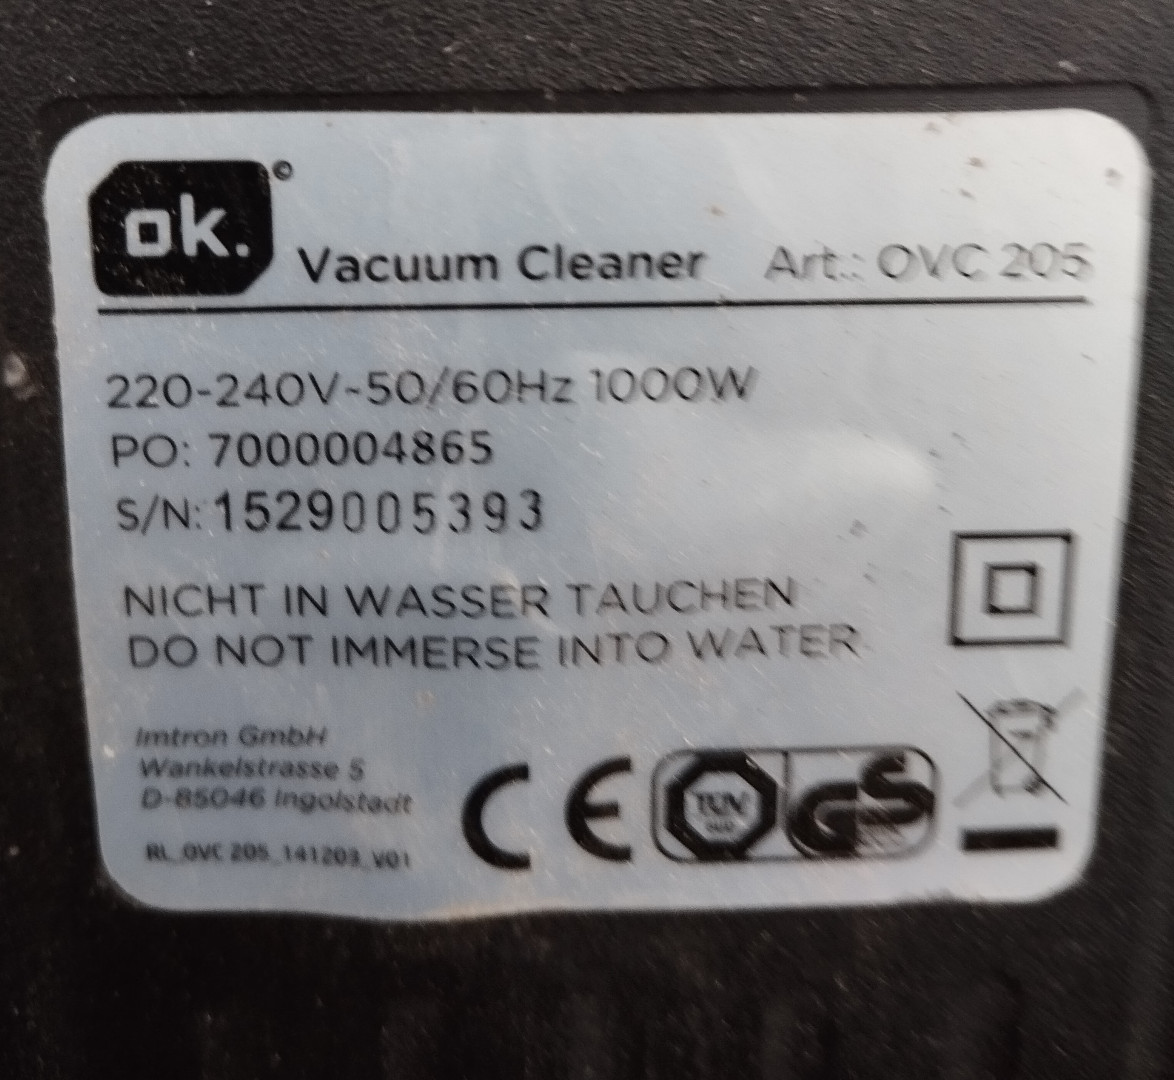 ok.©
Vacuum Cleaner Art.: OVC 205
220-240V~50/60Hz 1000W
PO: 7000004865
S/N: 1529005393
NICHT IN WASSER TAUCHEN
DO NOT IMMERSE INTO WATER
Imtron GmbH
Wankelstrasse 5
D-85046 Ingolstadt
RL_OVC 205_141203_V01
CE TÜV GS